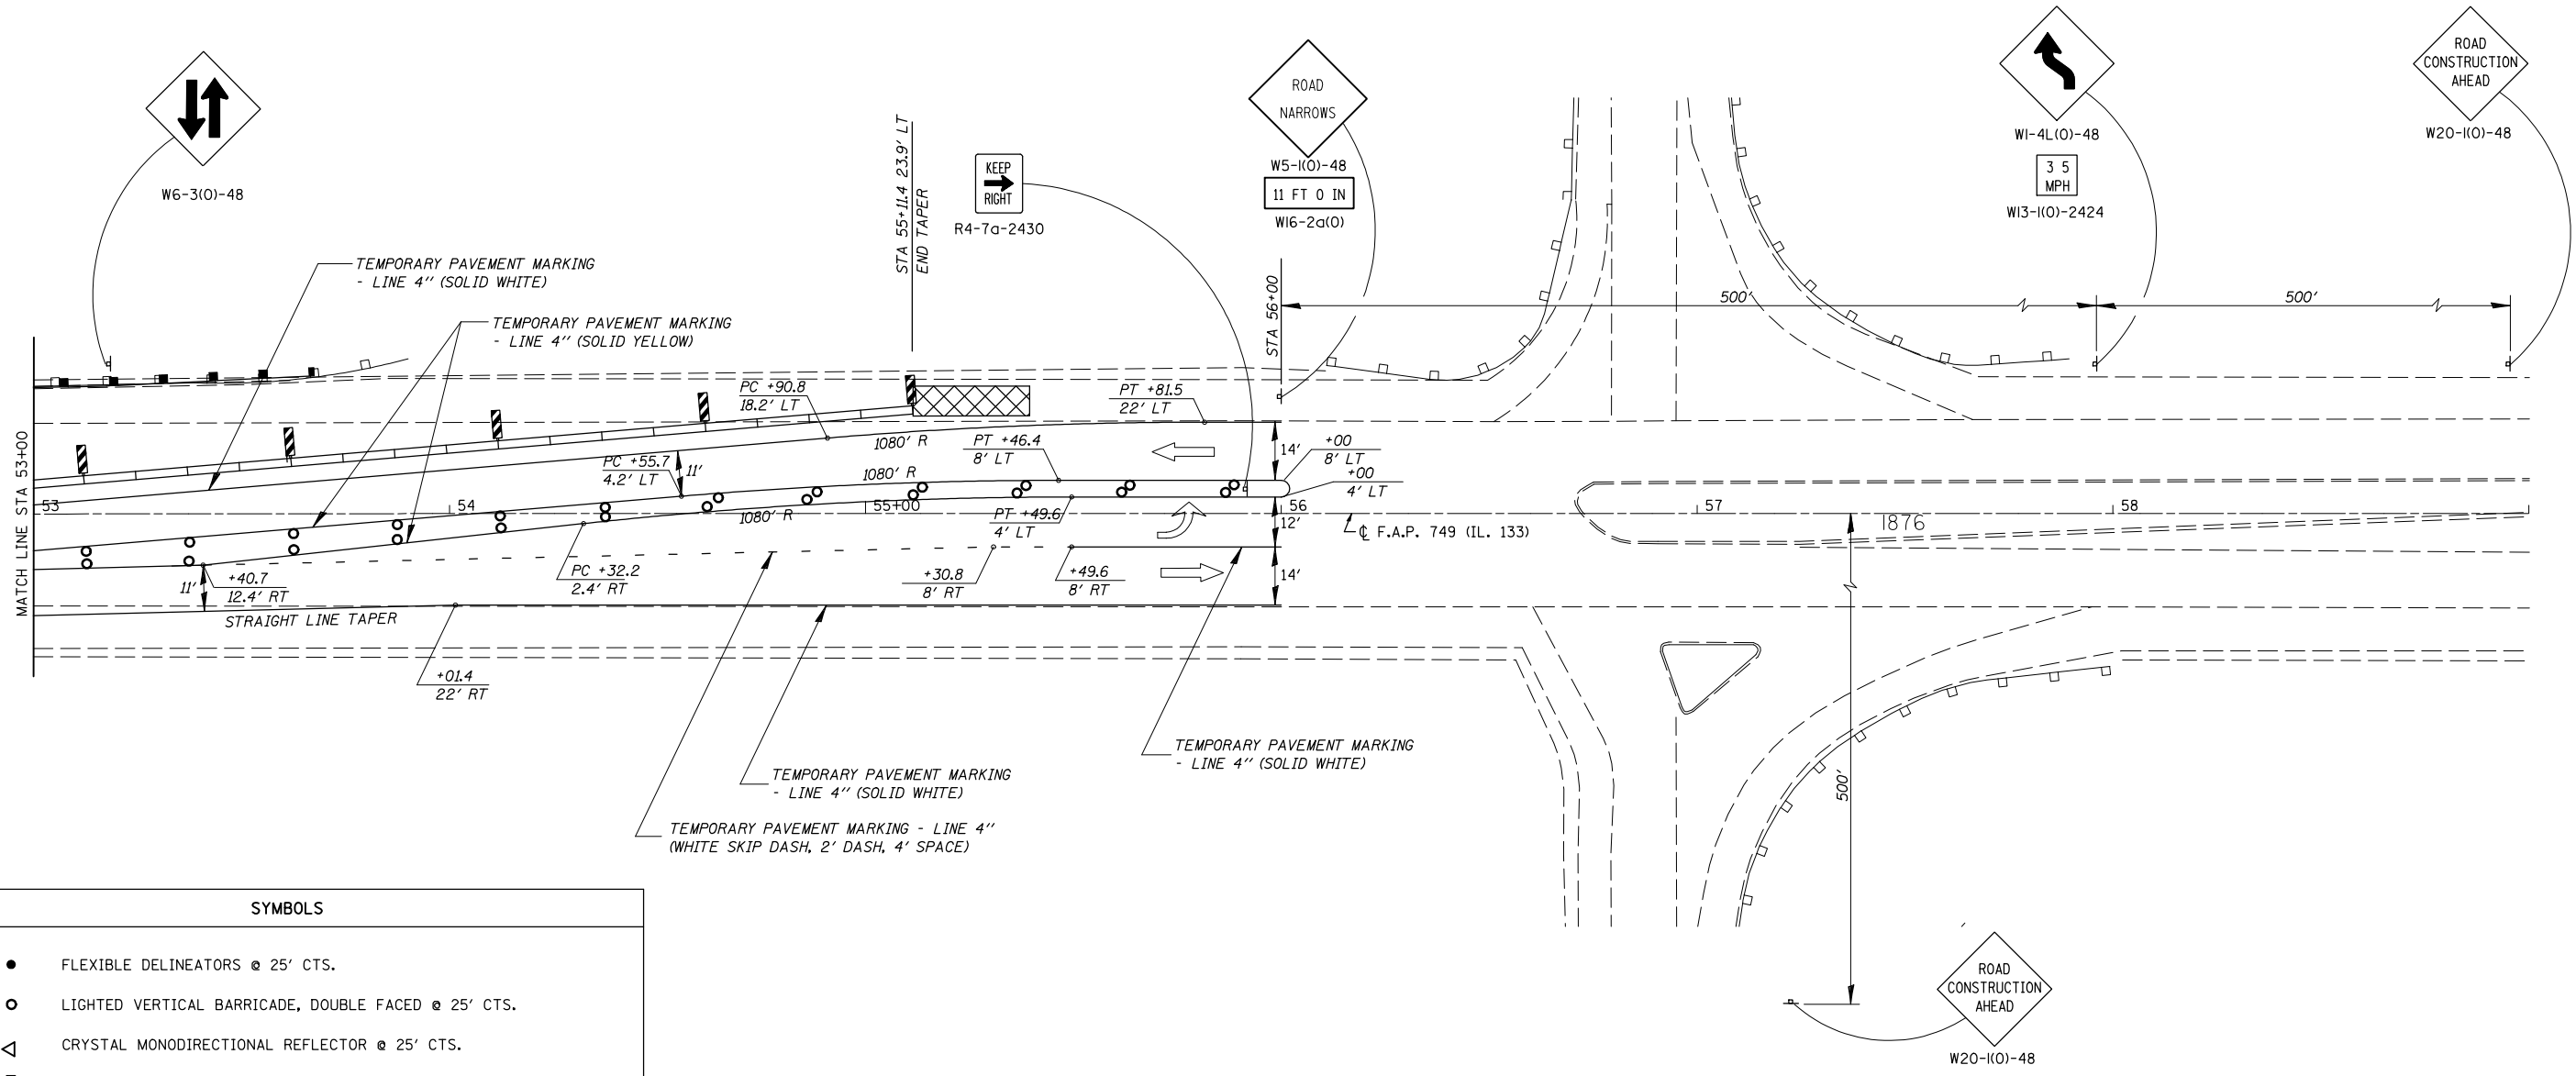 ROAD
CONSTRUCTION
AHEAD
W20-1(O)-48
W1-4L(O)-48
3 5
MPH
W13-1(O)-2424
ROAD
NARROWS
W5-1(O)-48
11 FT 0 IN
W16-2a(O)
KEEP
RIGHT
R4-7a-2430
W6-3(O)-48
STA 55+11.4 23.9' LT
END TAPER
STA 56+00
500'
500'
TEMPORARY PAVEMENT MARKING
- LINE 4'' (SOLID WHITE)
TEMPORARY PAVEMENT MARKING
- LINE 4'' (SOLID YELLOW)
MATCH LINE STA 53+00
PC +90.8
18.2' LT
PT +81.5
22' LT
1080' R
PT +46.4
8' LT
PC +55.7
4.2' LT
11'
1080' R
14'
+00
8' LT
+00
4' LT
53
54
1080' R
55+00
PT +49.6
4' LT
56
12'
℄ F.A.P. 749 (IL. 133)
57
1876
58
11'
+40.7
12.4' RT
PC +32.2
2.4' RT
+30.8
8' RT
+49.6
8' RT
14'
STRAIGHT LINE TAPER
+01.4
22' RT
TEMPORARY PAVEMENT MARKING
- LINE 4'' (SOLID WHITE)
TEMPORARY PAVEMENT MARKING
- LINE 4'' (SOLID WHITE)
TEMPORARY PAVEMENT MARKING - LINE 4''
(WHITE SKIP DASH, 2' DASH, 4' SPACE)
500'
ROAD
CONSTRUCTION
AHEAD
W20-1(O)-48
SYMBOLS
FLEXIBLE DELINEATORS @ 25' CTS.
LIGHTED VERTICAL BARRICADE, DOUBLE FACED @ 25' CTS.
CRYSTAL MONODIRECTIONAL REFLECTOR @ 25' CTS.